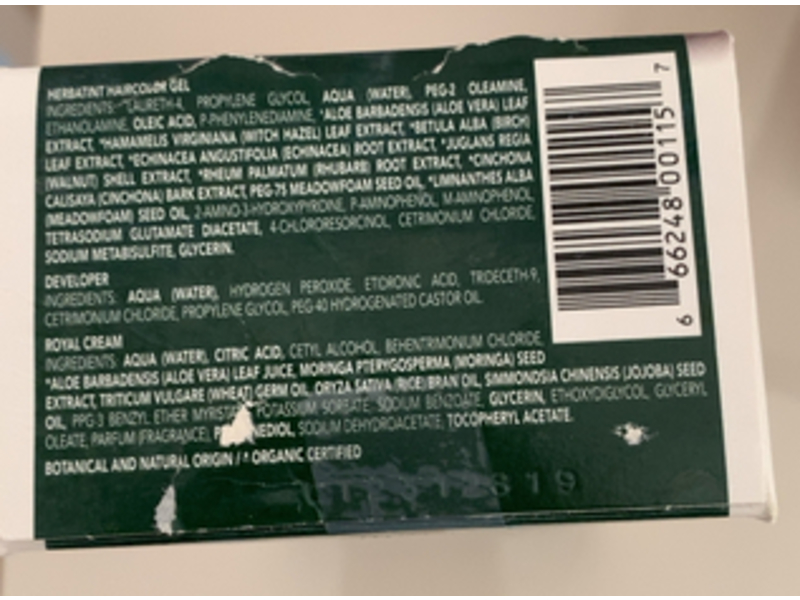 HERBATINT HAIRCOLOR GEL
INGREDIENTS: *LAURETH-4, PROPYLENE GLYCOL, AQUA (WATER), PEG-2 OLEAMINE,
ETHANOLAMINE, OLEIC ACID, P-PHENYLENEDIAMINE, *ALOE BARBADENSIS (ALOE VERA) LEAF
EXTRACT, *HAMAMELIS VIRGINIANA (WITCH HAZEL) LEAF EXTRACT, *BETULA ALBA (BIRCH)
LEAF EXTRACT, *ECHINACEA ANGUSTIFOLIA (ECHINACEA) ROOT EXTRACT, *JUGLANS REGIA
(WALNUT) SHELL EXTRACT, *RHEUM PALMATUM (RHUBARB) ROOT EXTRACT, *CINCHONA
CALISAYA (CINCHONA) BARK EXTRACT, PEG-75 MEADOWFOAM SEED OIL, *LIMNANTHES ALBA
(MEADOWFOAM) SEED OIL, 2-AMINO-3-HYDROXYPYRIDINE, P-AMINOPHENOL, M-AMINOPHENOL,
TETRASODIUM GLUTAMATE DIACETATE, 4-CHLORORESORCINOL, CETRIMONIUM CHLORIDE,
SODIUM METABISULFITE, GLYCERIN.
DEVELOPER
INGREDIENTS: AQUA (WATER), HYDROGEN PEROXIDE, ETIDRONIC ACID, TRIDECETH-9,
CETRIMONIUM CHLORIDE, PROPYLENE GLYCOL, PEG-40 HYDROGENATED CASTOR OIL.
ROYAL CREAM
INGREDIENTS: AQUA (WATER), CITRIC ACID, CETYL ALCOHOL, BEHENTRIMONIUM CHLORIDE,
*ALOE BARBADENSIS (ALOE VERA) LEAF JUICE, MORINGA PTERYGOSPERMA (MORINGA) SEED
EXTRACT, TRITICUM VULGARE (WHEAT) GERM OIL, ORYZA SATIVA (RICE) BRAN OIL, SIMMONDSIA CHINENSIS (JOJOBA) SEED
OIL, PPG-3 BENZYL ETHER MYRISTATE, POTASSIUM SORBATE, SODIUM BENZOATE, GLYCERIN, ETHOXYDIGLYCOL, GLYCERYL
OLEATE, PARFUM (FRAGRANCE), SODIUM DEHYDROACETATE, TOCOPHERYL ACETATE.
BOTANICAL AND NATURAL ORIGIN / * ORGANIC CERTIFIED
6 66248 00115 7